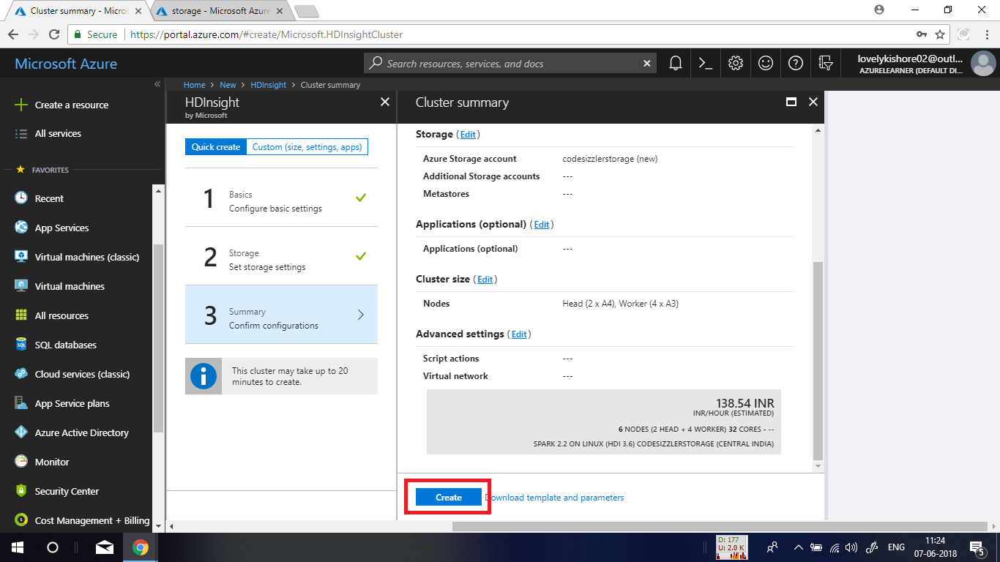 Cluster summary - Micros
storage - Microsoft Azure
Secure
https://portal.azure.com/#create/Microsoft.HDInsightCluster
Microsoft Azure
Search resources, services, and docs
lovelykishore02@outl...
AZURELEARNER (DEFAULT DI...
Home > New > HDInsight > Cluster summary
Create a resource
All services
FAVORITES
Recent
App Services
Virtual machines (classic)
Virtual machines
All resources
SQL databases
Cloud services (classic)
App Service plans
Azure Active Directory
Monitor
Security Center
Cost Management + Billing
HDInsight
by Microsoft
Quick create
Custom (size, settings, apps)
1
Basics
Configure basic settings
2
Storage
Set storage settings
3
Summary
Confirm configurations
This cluster may take up to 20
minutes to create.
Cluster summary
Storage (Edit)
Azure Storage account codesizzlerstorage (new)
Additional Storage accounts ---
Metastores ---
Applications (optional) (Edit)
Applications (optional) ---
Cluster size (Edit)
Nodes Head (2 x A4), Worker (4 x A3)
Advanced settings (Edit)
Script actions ---
Virtual network ---
138.54 INR
INR/HOUR (ESTIMATED)
6 NODES (2 HEAD + 4 WORKER) 32 CORES - --
SPARK 2.2 ON LINUX (HDI 3.6) CODESIZZLERSTORAGE (CENTRAL INDIA)
Create
Download template and parameters
D: 177
U: 2.0 K
ENG
11:24
07-06-2018
5